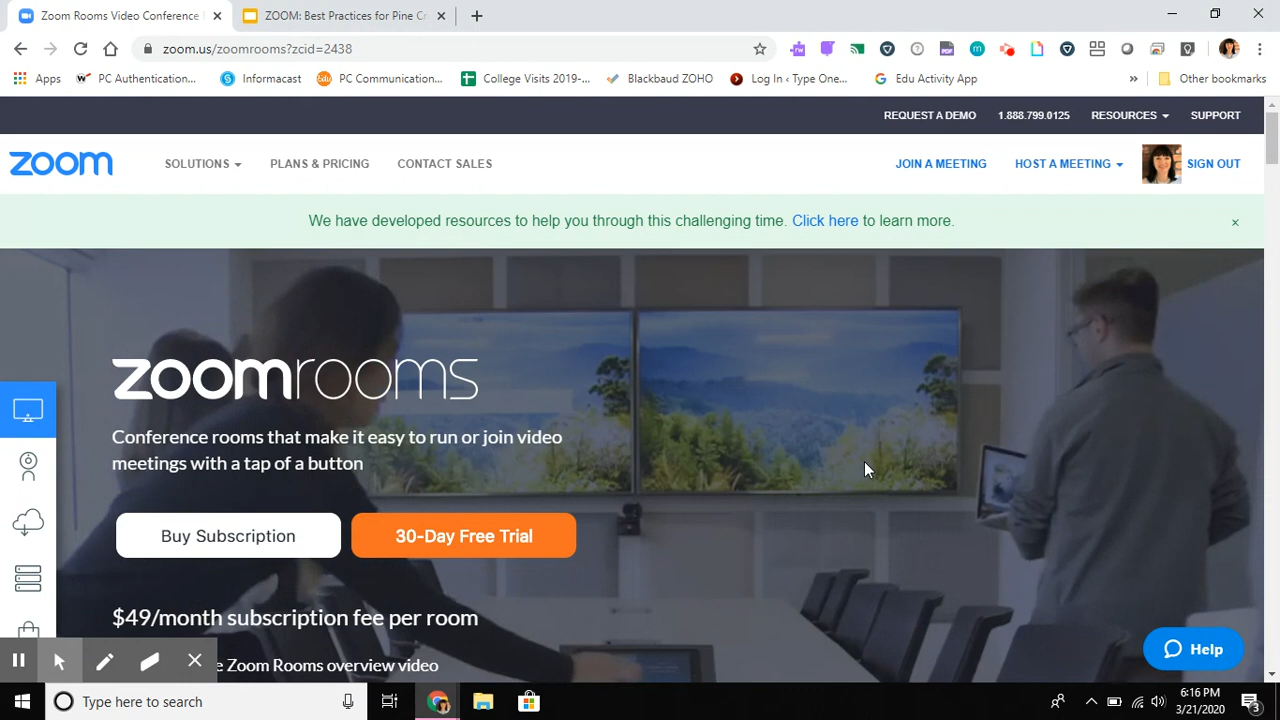 Zoom Rooms Video Conference
ZOOM: Best Practices for Pine Cr
zoom.us/zoomrooms?zcid=2438
Apps
PC Authentication...
Informacast
PC Communication...
College Visits 2019-...
Blackbaud ZOHO
Log In ‹ Type One...
Edu Activity App
»
Other bookmarks
REQUEST A DEMO
1.888.799.0125
RESOURCES
SUPPORT
zoom
SOLUTIONS
PLANS & PRICING
CONTACT SALES
JOIN A MEETING
HOST A MEETING
SIGN OUT
We have developed resources to help you through this challenging time. Click here to learn more.
×
zoomrooms
Conference rooms that make it easy to run or join video
meetings with a tap of a button
Buy Subscription
30-Day Free Trial
$49/month subscription fee per room
e Zoom Rooms overview video
Help
Type here to search
6:16 PM
3/21/2020
3